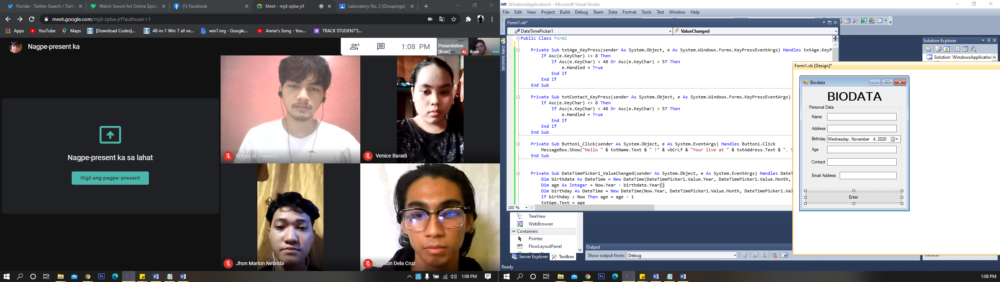 Florida - Twitter Search / Twitt
Watch Sword Art Online Episo
(1) Facebook
Meet - mjd-zpba-jrf
Laboratory No. 2 (Groupings)
meet.google.com/mjd-zpba-jrf?authuser=1
Apps
YouTube
Maps
[Download Codes]...
48-in-1 Win 7 all ve...
win7.nrg - Google...
Annie's Song - You...
TRACK STUDENT'S...
Nagpe-present ka
6
1:08 PM
Presentation
(Ikaw)
Ikaw
Nagpe-present ka sa lahat
Itigil ang pagpe-present
Sergej Jr. Tolones
Venice Baradi
Jhon Marlon Nebrida
Allyson Dela Cruz
1:08 PM
WindowsApplication3 - Microsoft Visual Studio
File Edit View Project Build Debug Team Data Format Tools Test Window Help
Form1.vb*
DateTimePicker1
ValueChanged
Data Sources
Public Class Form1
Private Sub txtAge_KeyPress(sender As System.Object, e As System.Windows.Forms.KeyPressEventArgs) Handles txtAge.KeyP
If Asc(e.KeyChar) <> 8 Then
If Asc(e.KeyChar) < 48 Or Asc(e.KeyChar) > 57 Then
e.Handled = True
End If
End If
End Sub
Private Sub txtContact_KeyPress(sender As System.Object, e As System.Windows.Forms.KeyPressEventArgs)
If Asc(e.KeyChar) <> 8 Then
If Asc(e.KeyChar) < 48 Or Asc(e.KeyChar) > 57 Then
e.Handled = True
End If
End If
End Sub
Private Sub Button1_Click(sender As System.Object, e As System.EventArgs) Handles Button1.Click
MessageBox.Show("Hello " & txtName.Text & " !" & vbCrLf & "Your live at " & txtAddress.Text & ". Y
End Sub
Private Sub DateTimePicker1_ValueChanged(sender As System.Object, e As System.EventArgs) Handles DateT
Dim birthdate As DateTime = New DateTime(DateTimePicker1.Value.Year, DateTimePicker1.Value.Month,
Dim age As Integer = Now.Year - birthdate.Year()
Dim birthday As DateTime = New DateTime(Now.Year, DateTimePicker1.Value.Month, DateTimePicker1.Val
If birthday > Now Then age = age - 1
txtAge.Text = age
100 %
TreeView
WebBrowser
Containers
Pointer
FlowLayoutPanel
Server Explorer
Toolbox
Output
Show output from: Debug
Ready
Solution Explorer
Solution 'WindowsApplication
Form1.vb [Design]*
Biodata
BIODATA
Personal Data
Name
Address
Birthday Wednesday, November 4, 2020
Age
Contact
Email Address
Enter
clicked.
1:08 PM